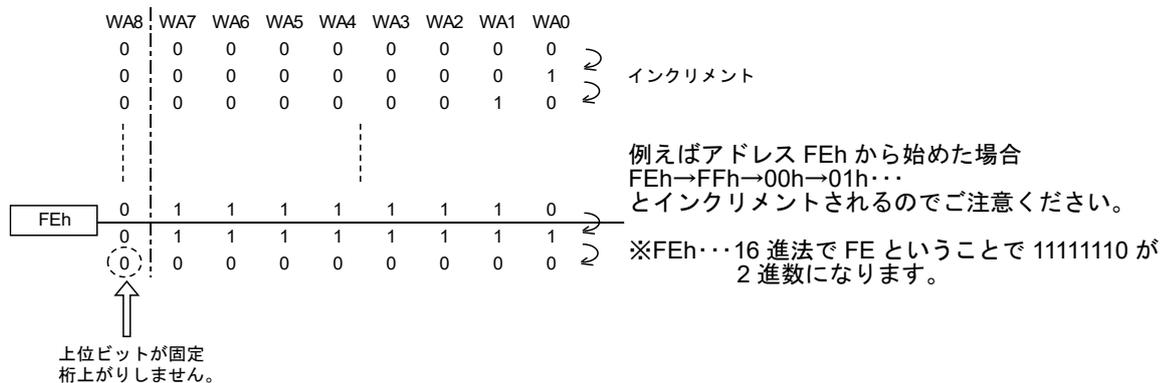 WA8 WA7 WA6 WA5 WA4 WA3 WA2 WA1 WA0
0 0 0 0 0 0 0 0 0
0 0 0 0 0 0 0 0 1
0 0 0 0 0 0 0 1 0
インクリメント
例えばアドレス FEh から始めた場合
FEh→FFh→00h→01h･･･
とインクリメントされるのでご注意ください。
FEh
0 1 1 1 1 1 1 1 0
0 1 1 1 1 1 1 1 1
0 0 0 0 0 0 0 0 0
※FEh･･･16 進法で FE ということで 11111110 が
2 進数になります。
上位ビットが固定
桁上がりしません。